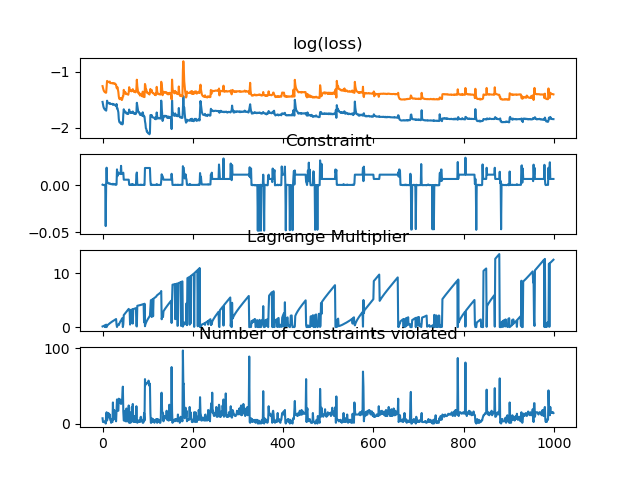 log(loss)
−1
−2
Constraint
0.00
−0.05
Lagrange Multiplier
10
0
Number of constraints violated
100
0
0 200 400 600 800 1000